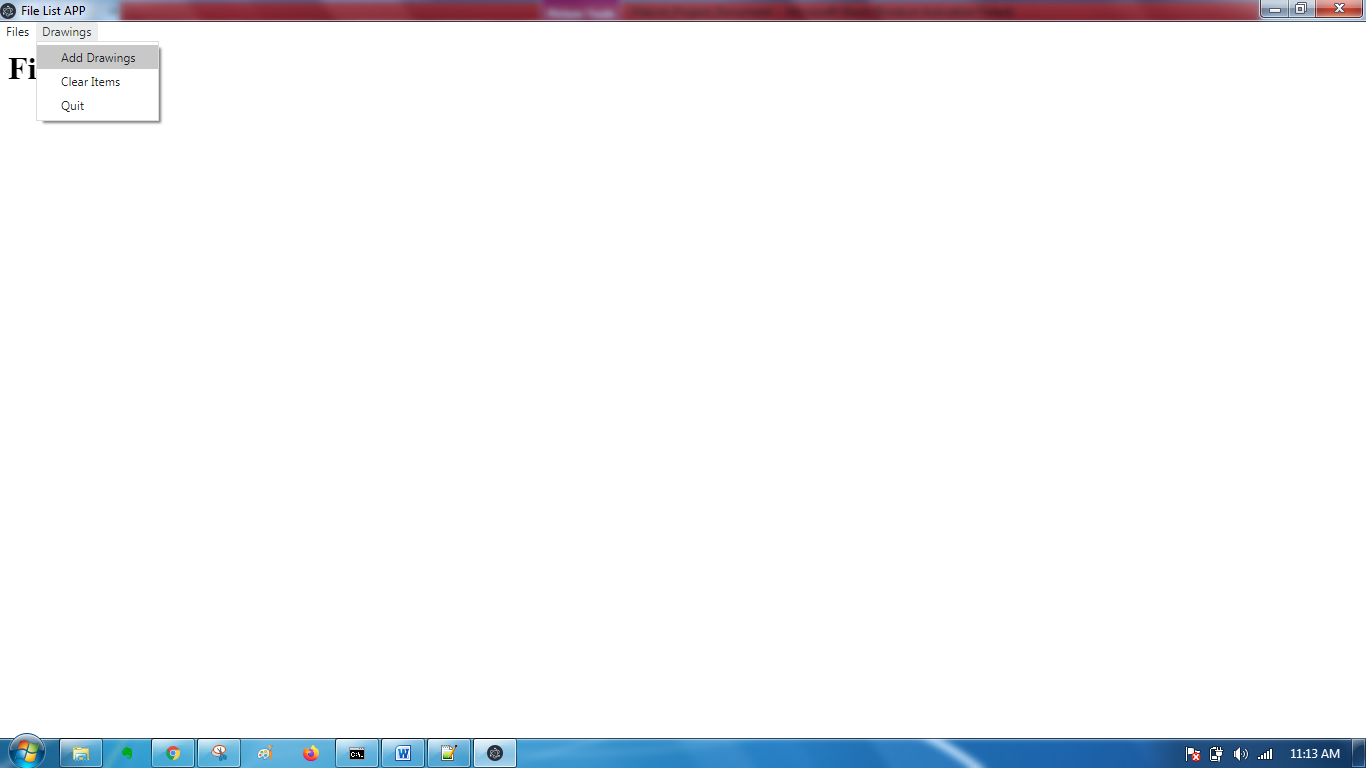 File List APP
Files Drawings
Add Drawings
Fi
Clear Items
Quit
11:13 AM